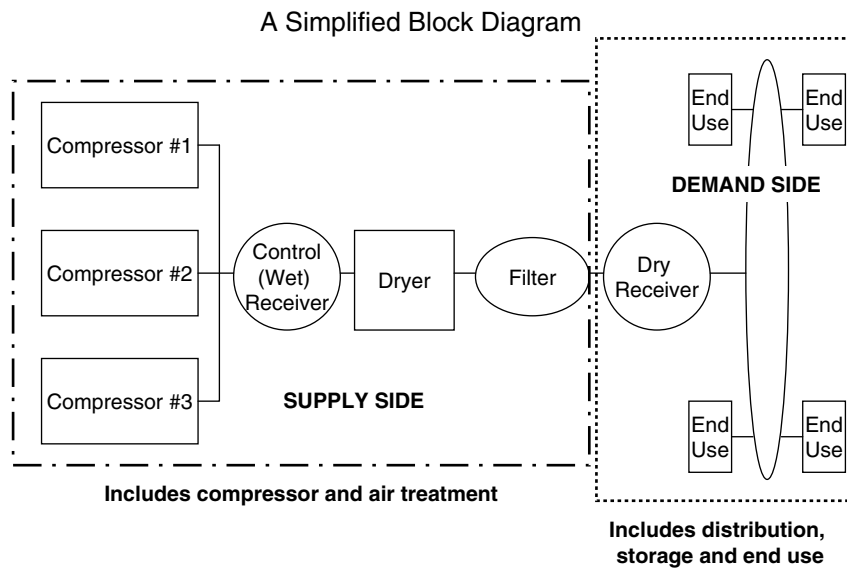 A Simplified Block Diagram
Compressor #1
Compressor #2
Compressor #3
Control
(Wet)
Receiver
Dryer
Filter
SUPPLY SIDE
Includes compressor and air treatment
Dry
Receiver
End
Use
End
Use
DEMAND SIDE
End
Use
End
Use
Includes distribution,
storage and end use